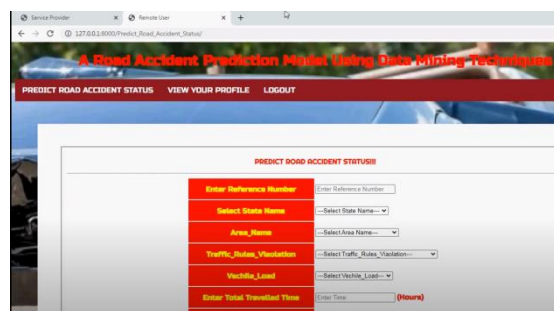 Service Provider
Remote User
127.0.0.1:8000/Predict_Road_Accident_Status/
A Road Accident Prediction Model Using Data Mining Techniques
PREDICT ROAD ACCIDENT STATUS VIEW YOUR PROFILE LOGOUT
PREDICT ROAD ACCIDENT STATUS!!!
Enter Reference Number Enter Reference Number
Select State Name ---Select State Name---
Area_Name ---Select Area Name---
Traffic_Rules_Viaolation ---Select Traffic_Rules_Viaolation---
Vechile_Load ---Select Vechile_Load---
Enter Total Travelled Time Enter Time (Hours)